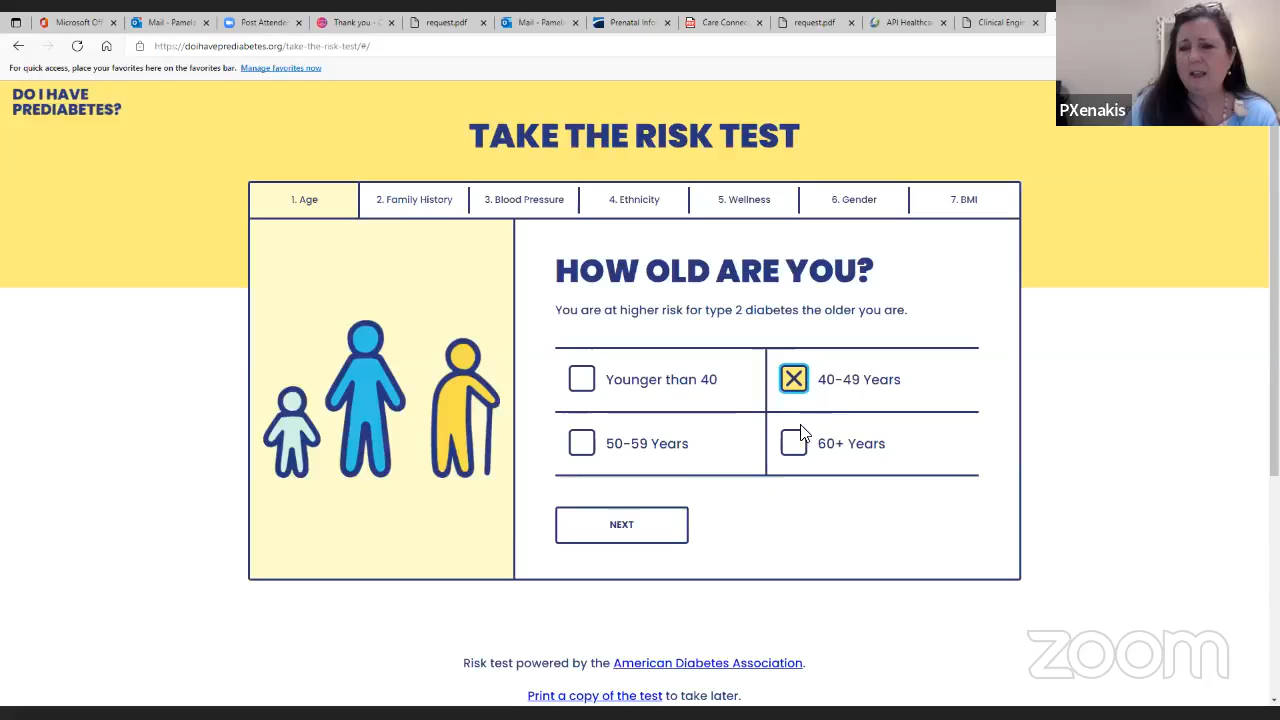 Microsoft Of
Mail - Pamela
Post Attende
Thank you - C
request.pdf
Mail - Pamela
Prenatal Info
Care Connec
request.pdf
API Healthca
Clinical Engin
https://doihaveprediabetes.org/take-the-risk-test/#/
For quick access, place your favorites here on the favorites bar. Manage favorites now
DO I HAVE
PREDIABETES?
PXenakis
TAKE THE RISK TEST
1. Age
2. Family History
3. Blood Pressure
4. Ethnicity
5. Wellness
6. Gender
7. BMI
HOW OLD ARE YOU?
You are at higher risk for type 2 diabetes the older you are.
Younger than 40
40-49 Years
50-59 Years
60+ Years
NEXT
zoom
Risk test powered by the American Diabetes Association.
Print a copy of the test to take later.